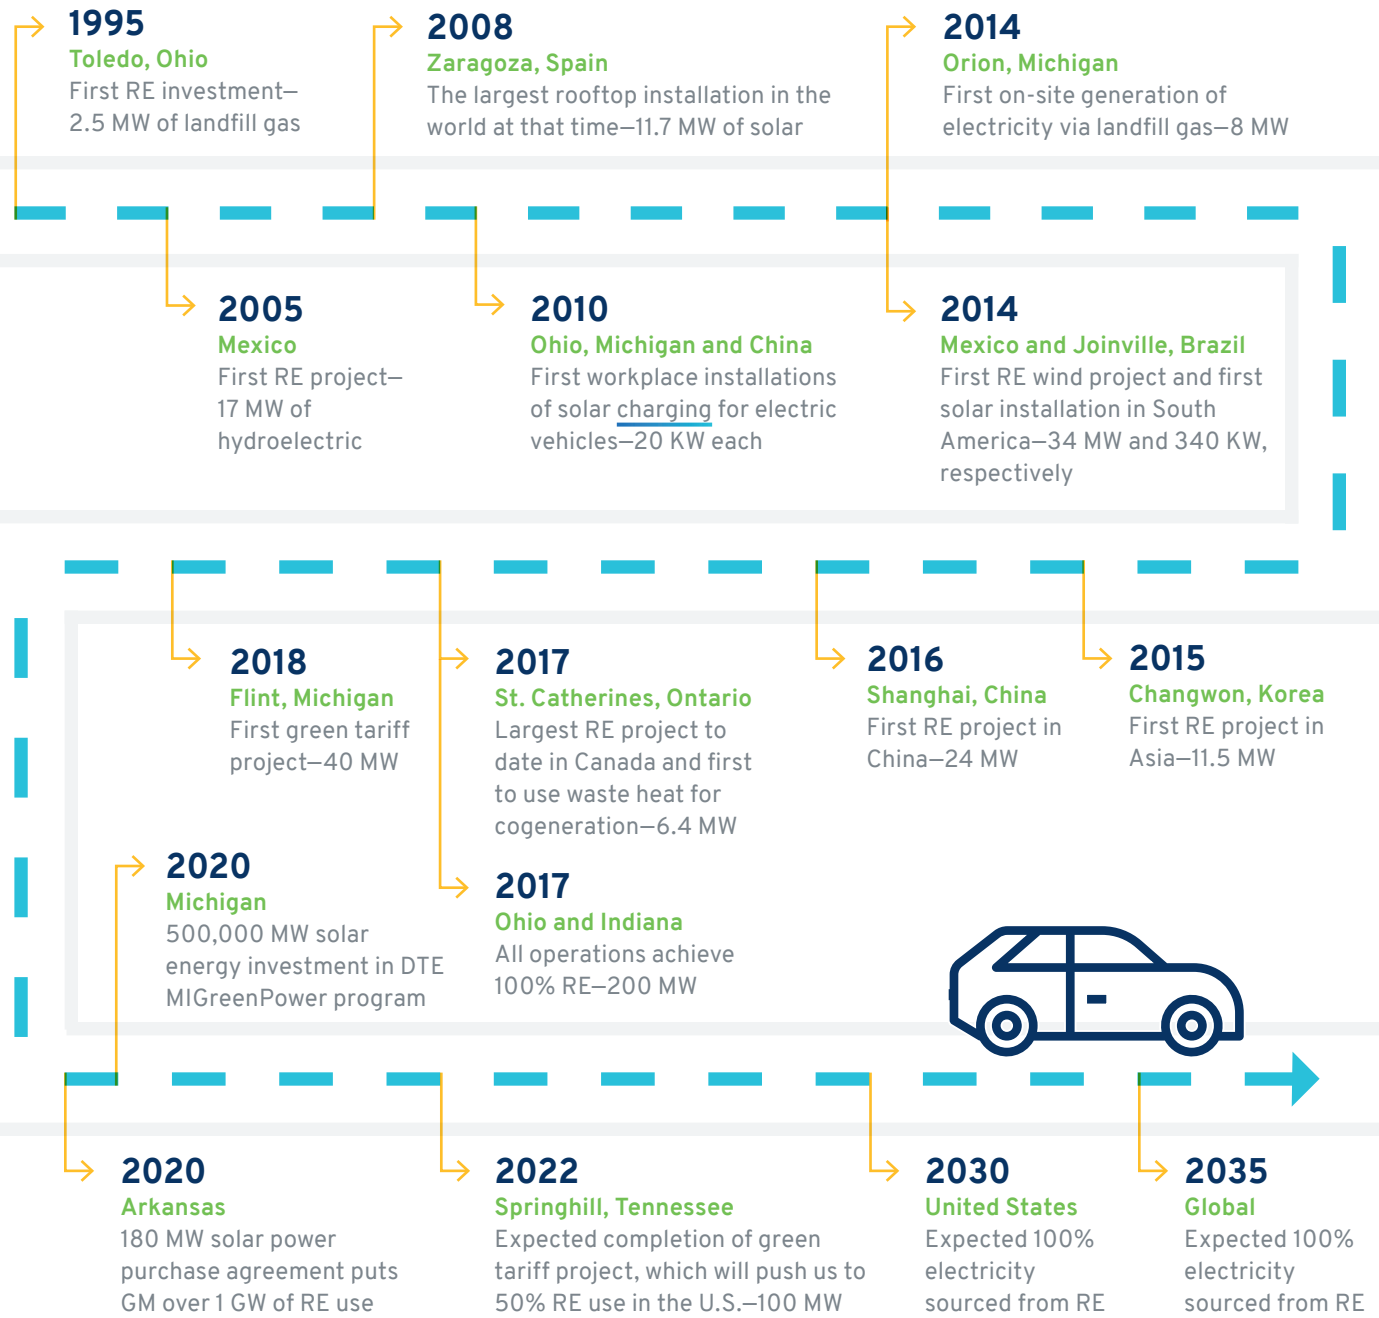 1995
Toledo, Ohio
First RE investment—
2.5 MW of landfill gas
2008
Zaragoza, Spain
The largest rooftop installation in the
world at that time—11.7 MW of solar
2014
Orion, Michigan
First on-site generation of
electricity via landfill gas—8 MW
2005
Mexico
First RE project—
17 MW of
hydroelectric
2010
Ohio, Michigan and China
First workplace installations
of solar charging for electric
vehicles—20 KW each
2014
Mexico and Joinville, Brazil
First RE wind project and first
solar installation in South
America—34 MW and 340 KW,
respectively
2018
Flint, Michigan
First green tariff
project—40 MW
2017
St. Catherines, Ontario
Largest RE project to
date in Canada and first
to use waste heat for
cogeneration—6.4 MW
2016
Shanghai, China
First RE project in
China—24 MW
2015
Changwon, Korea
First RE project in
Asia—11.5 MW
2020
Michigan
500,000 MW solar
energy investment in DTE
MIGreenPower program
2017
Ohio and Indiana
All operations achieve
100% RE—200 MW
2020
Arkansas
180 MW solar power
purchase agreement puts
GM over 1 GW of RE use
2022
Springhill, Tennessee
Expected completion of green
tariff project, which will push us to
50% RE use in the U.S.—100 MW
2030
United States
Expected 100%
electricity
sourced from RE
2035
Global
Expected 100%
electricity
sourced from RE